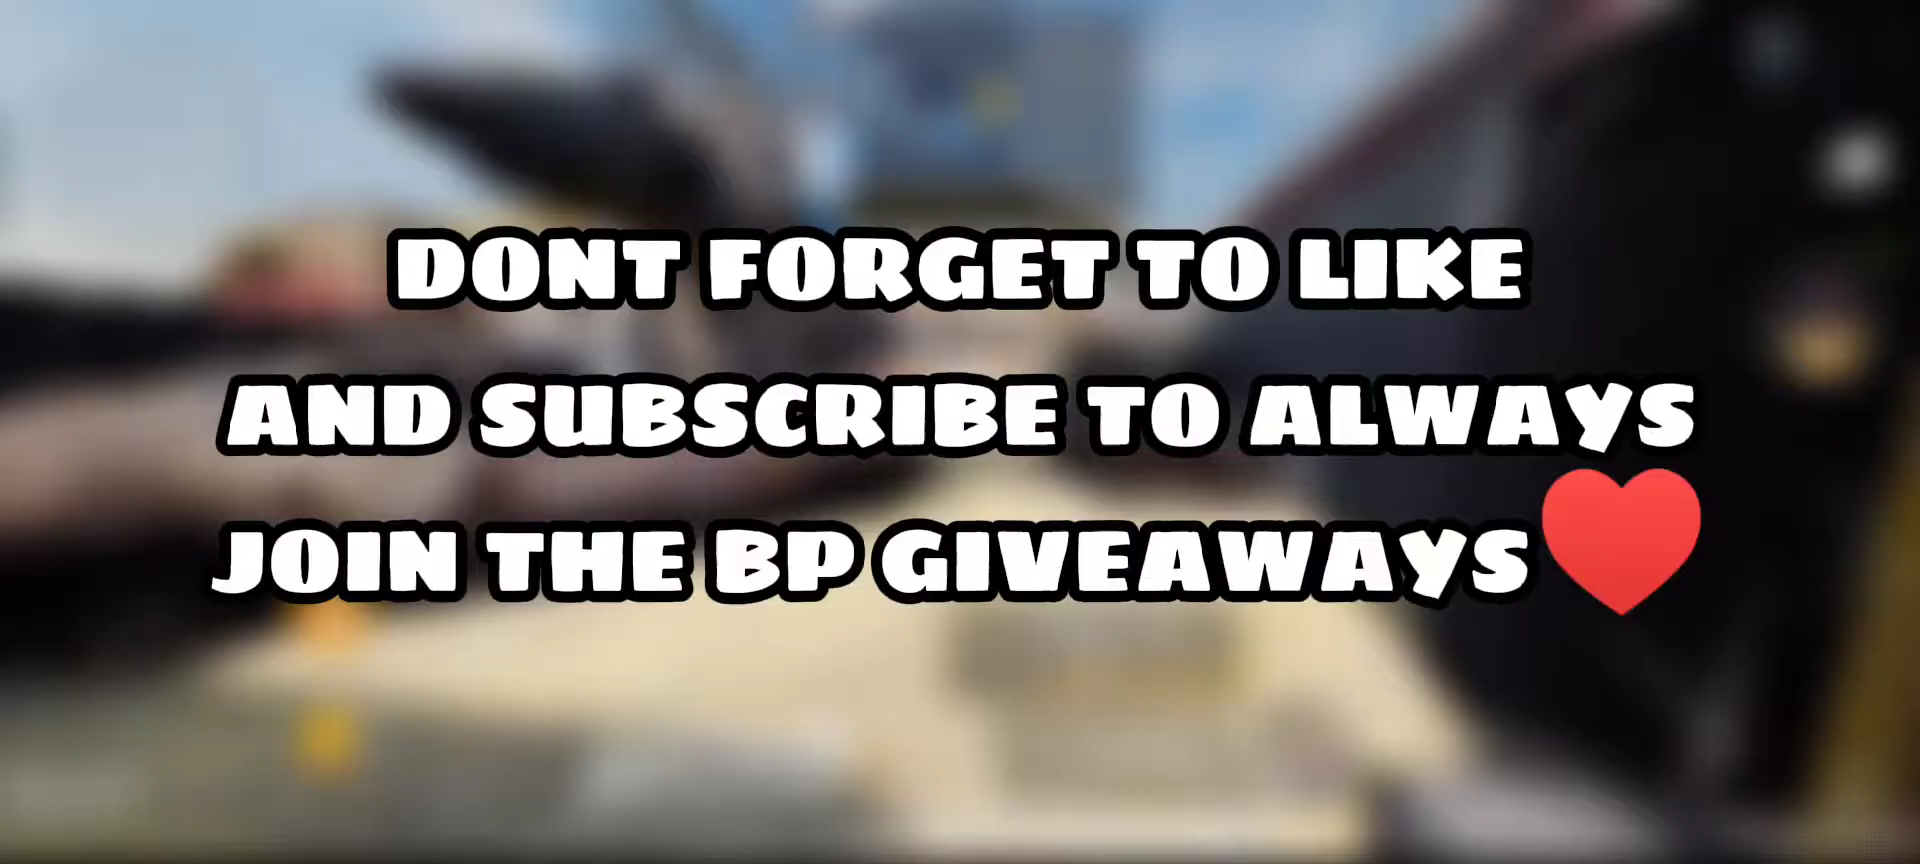 DONT FORGET TO LIKE
AND SUBSCRIBE TO ALWAYS
JOIN THE BP GIVEAWAYS❤️